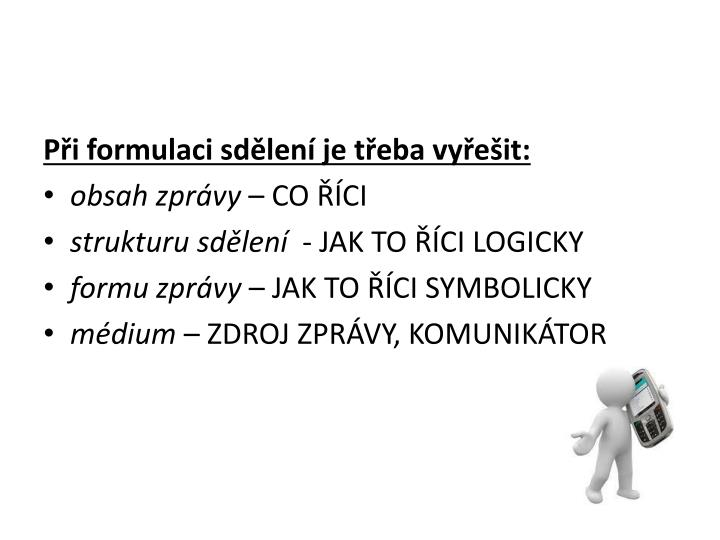 Při formulaci sdělení je třeba vyřešit:
• obsah zprávy – CO ŘÍCI
• strukturu sdělení  - JAK TO ŘÍCI LOGICKY
• formu zprávy – JAK TO ŘÍCI SYMBOLICKY
• médium – ZDROJ ZPRÁVY, KOMUNIKÁTOR